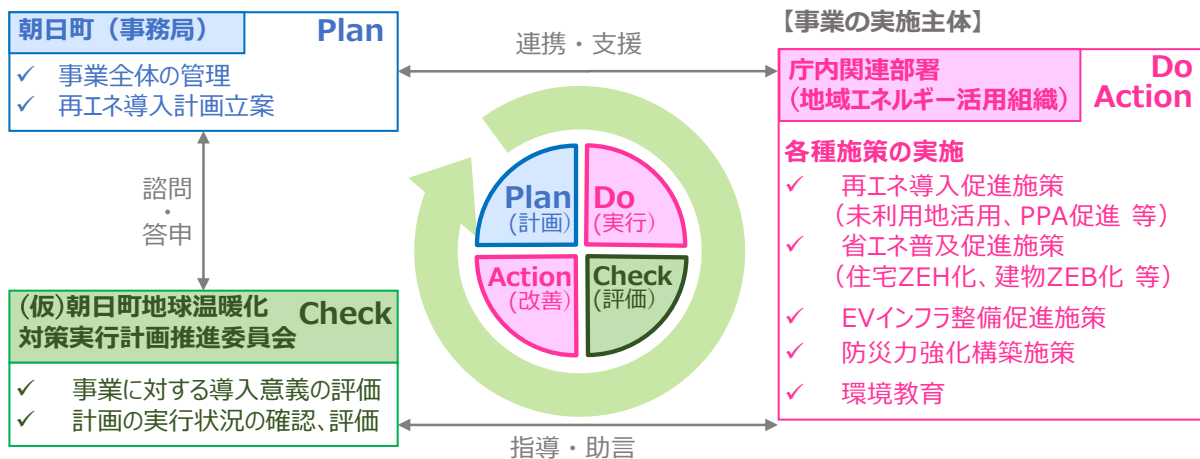 朝日町（事務局） Plan
✓ 事業全体の管理
✓ 再エネ導入計画立案
連携・支援
【事業の実施主体】
庁内関連部署
（地域エネルギー活用組織）
Do
Action
各種施策の実施
✓ 再エネ導入促進施策
（未利用地活用、PPA促進 等）
✓ 省エネ普及促進施策
（住宅ZEH化、建物ZEB化 等）
✓ EVインフラ整備促進施策
✓ 防災力強化構築施策
✓ 環境教育
諮問
・
答申
Plan
(計画)
Do
(実行)
Action
(改善)
Check
(評価)
(仮)朝日町地球温暖化
対策実行計画推進委員会
Check
✓ 事業に対する導入意義の評価
✓ 計画の実行状況の確認、評価
指導・助言